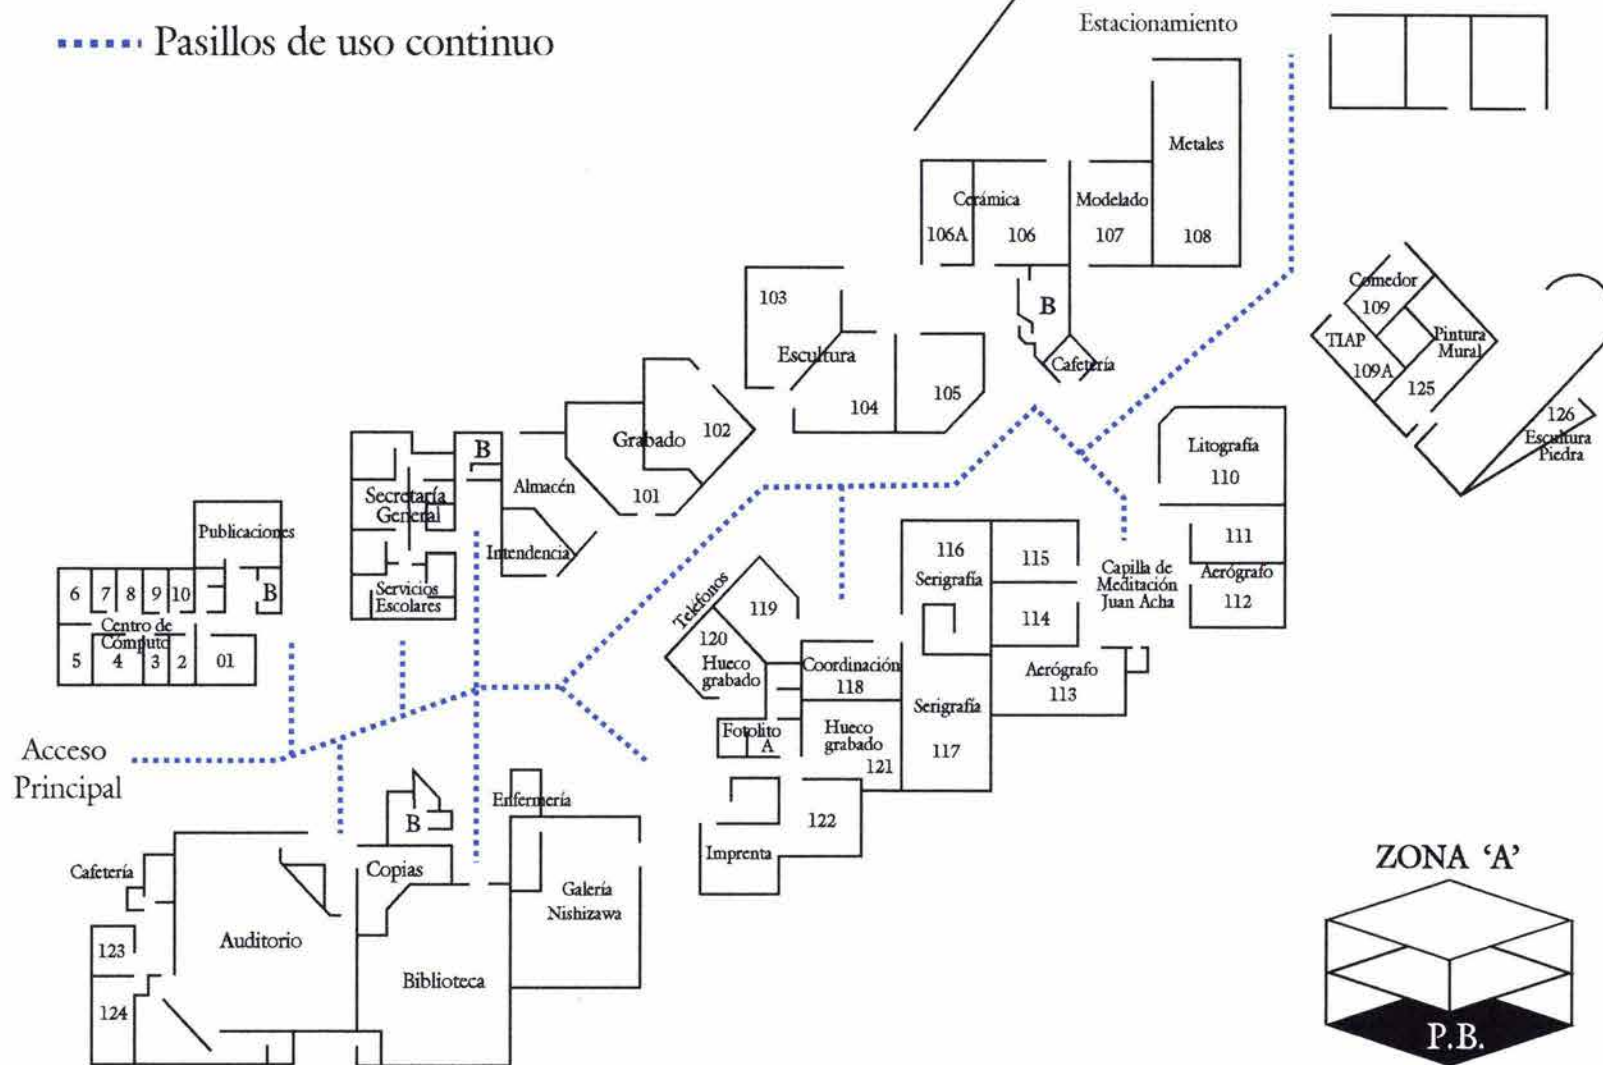 Pasillos de uso continuo
Estacionamiento
Metales
108
Cerámica
106A
106
Modelado
107
B
Cafetería
103
Escultura
104
105
Comedor
109
TIAP
109A
Pintura
Mural
125
126
Escultura
Piedra
Grabado
102
101
B
Almacén
Secretaría
General
Intendencia
Servicios
Escolares
Publicaciones
B
6
7
8
9
10
Centro de
Cómputo
5
4
3
2
01
Litografía
110
111
Aerógrafo
112
116
Serigrafía
115
114
Capilla de
Meditación
Juan Acha
Aerógrafo
113
Teléfonos
119
120
Hueco
grabado
Coordinación
118
Serigrafía
117
Fotolito
A
Hueco
grabado
121
122
Imprenta
Acceso
Principal
Enfermería
B
Copias
Cafetería
Galería
Nishizawa
Auditorio
Biblioteca
123
124
ZONA ‘A’
P.B.